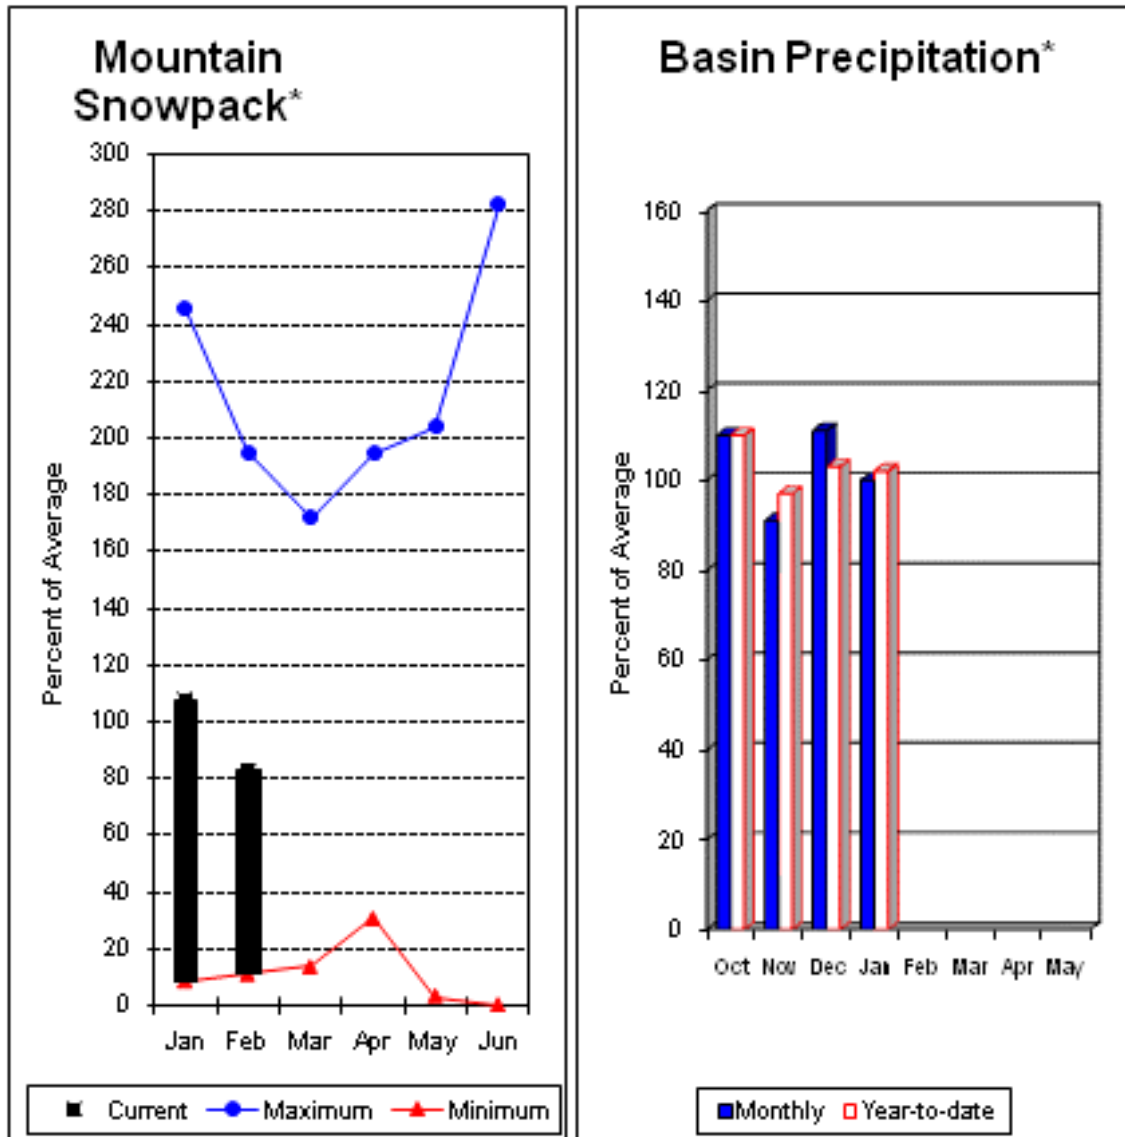 Mountain
Snowpack*
300
280
260
240
220
200
180
160
140
120
100
80
60
40
20
0
Percent of Average
Jan Feb Mar Apr May Jun
Current Maximum Minimum
Basin Precipitation*
160
140
120
100
80
60
40
20
0
Percent of Average
Oct Nov Dec Jan Feb Mar Apr May
Monthly Year-to-date